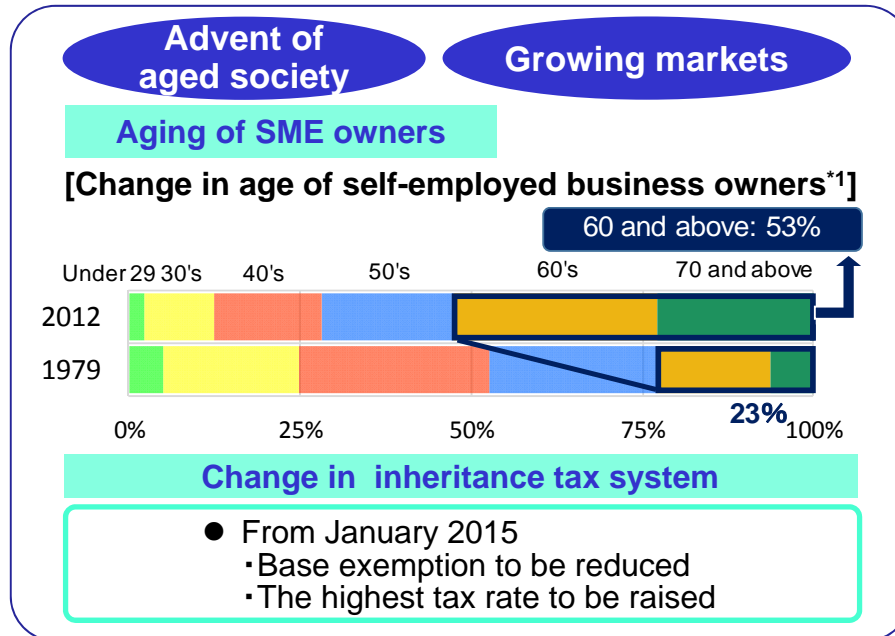 Advent of
aged society
Growing markets
Aging of SME owners
[Change in age of self-employed business owners*1]
60 and above: 53%
Under 29 30's 40's 50's 60's 70 and above
2012
1979
23%
0% 25% 50% 75% 100%
Change in inheritance tax system
● From January 2015
・Base exemption to be reduced
・The highest tax rate to be raised